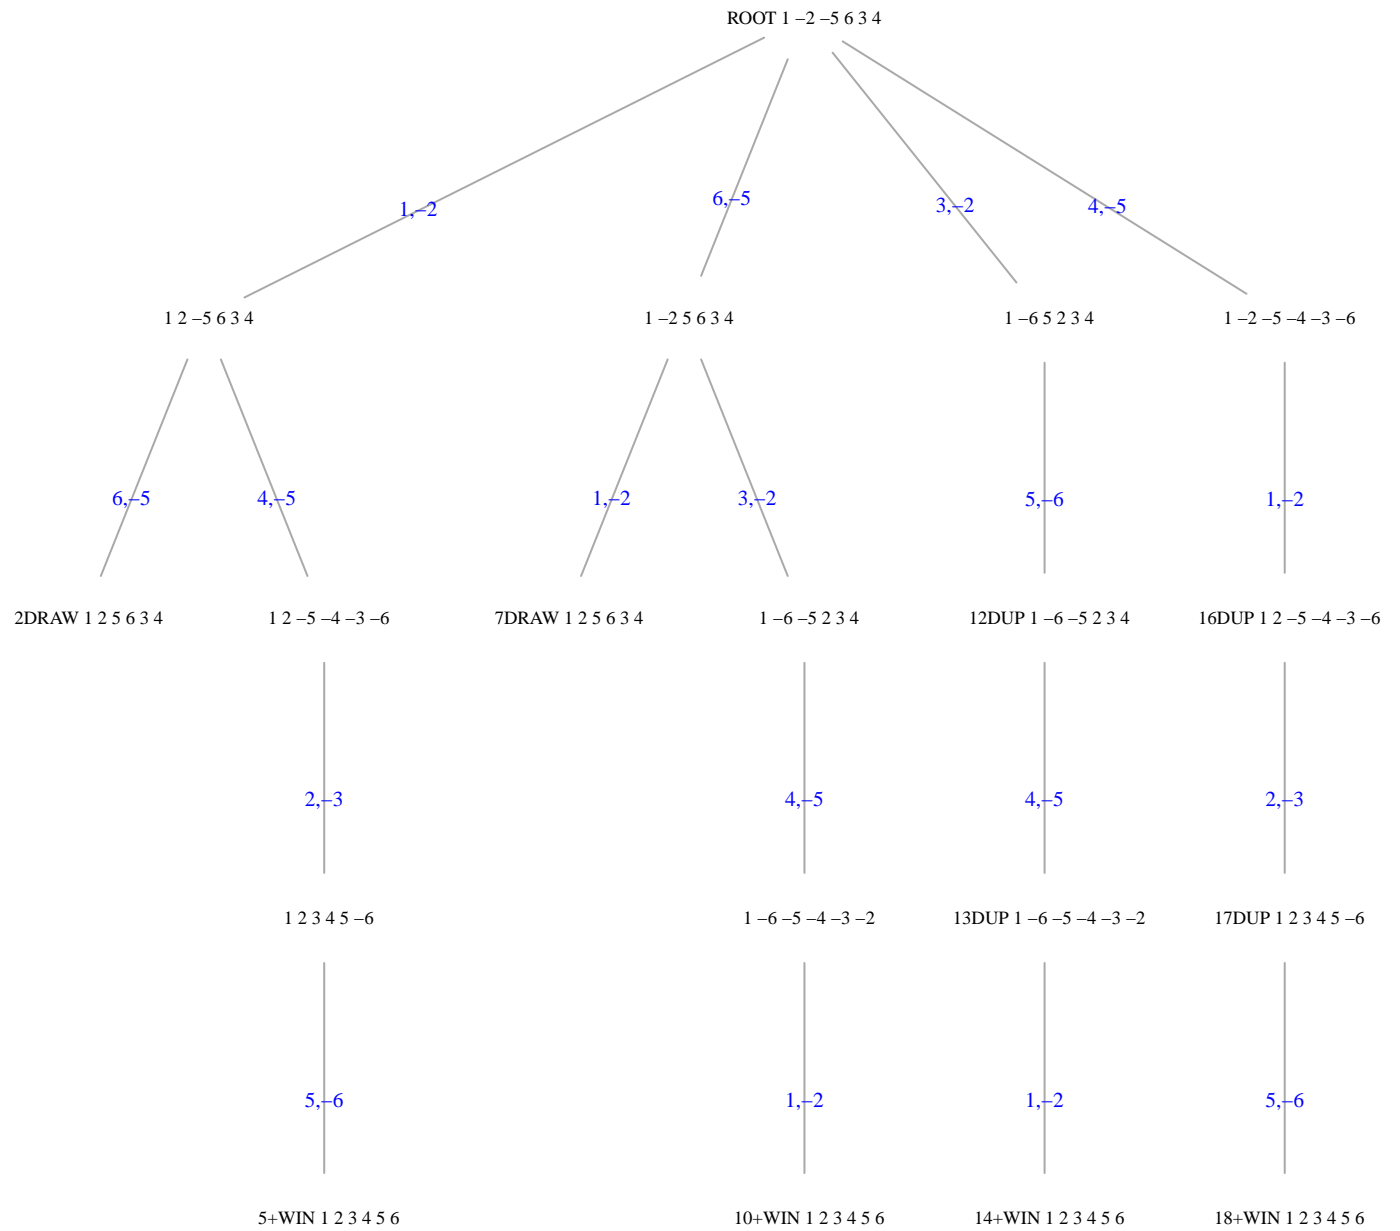 ROOT 1 −2 −5 6 3 4
1,−2
6,−5
3,−2
4,−5
1 2 −5 6 3 4
1 −2 5 6 3 4
1 −6 5 2 3 4
1 −2 −5 −4 −3 −6
6,−5
4,−5
1,−2
3,−2
5,−6
1,−2
2DRAW 1 2 5 6 3 4
1 2 −5 −4 −3 −6
7DRAW 1 2 5 6 3 4
1 −6 −5 2 3 4
12DUP 1 −6 −5 2 3 4
16DUP 1 2 −5 −4 −3 −6
2,−3
4,−5
4,−5
2,−3
1 2 3 4 5 −6
1 −6 −5 −4 −3 −2
13DUP 1 −6 −5 −4 −3 −2
17DUP 1 2 3 4 5 −6
5,−6
1,−2
1,−2
5,−6
5+WIN 1 2 3 4 5 6
10+WIN 1 2 3 4 5 6
14+WIN 1 2 3 4 5 6
18+WIN 1 2 3 4 5 6